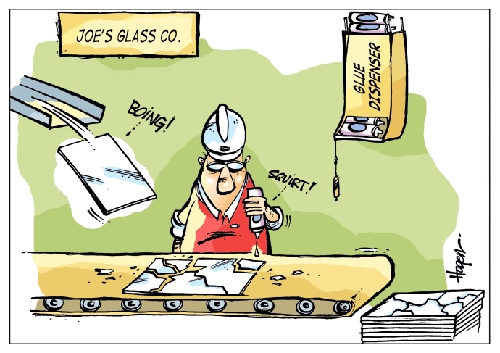 JOE'S GLASS CO.
GLUE
DISPENSER
BOING!
SQUIRT!